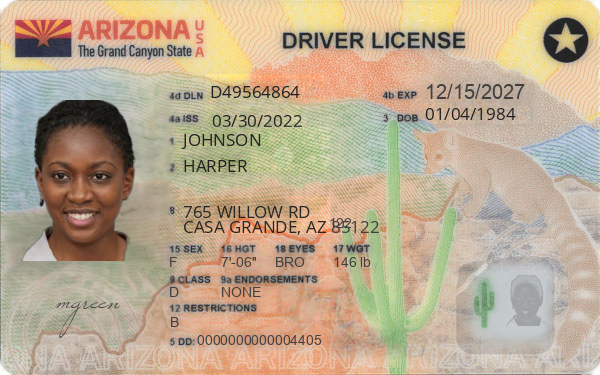 ARIZONA USA
The Grand Canyon State
DRIVER LICENSE
4d DLN D49564864
4b EXP 12/15/2027
4a ISS 03/30/2022
3 DOB 01/04/1984
1 JOHNSON
2 HARPER
8 765 WILLOW RD
CASA GRANDE, AZ 85122
15 SEX 16 HGT 18 EYES 17 WGT
F 7'-06" BRO 146 lb
9 CLASS 9a ENDORSEMENTS
D NONE
12 RESTRICTIONS
B
mgreen
5 DD: 0000000000004405
ARIZONA ARIZONA ARIZONA ARIZONA